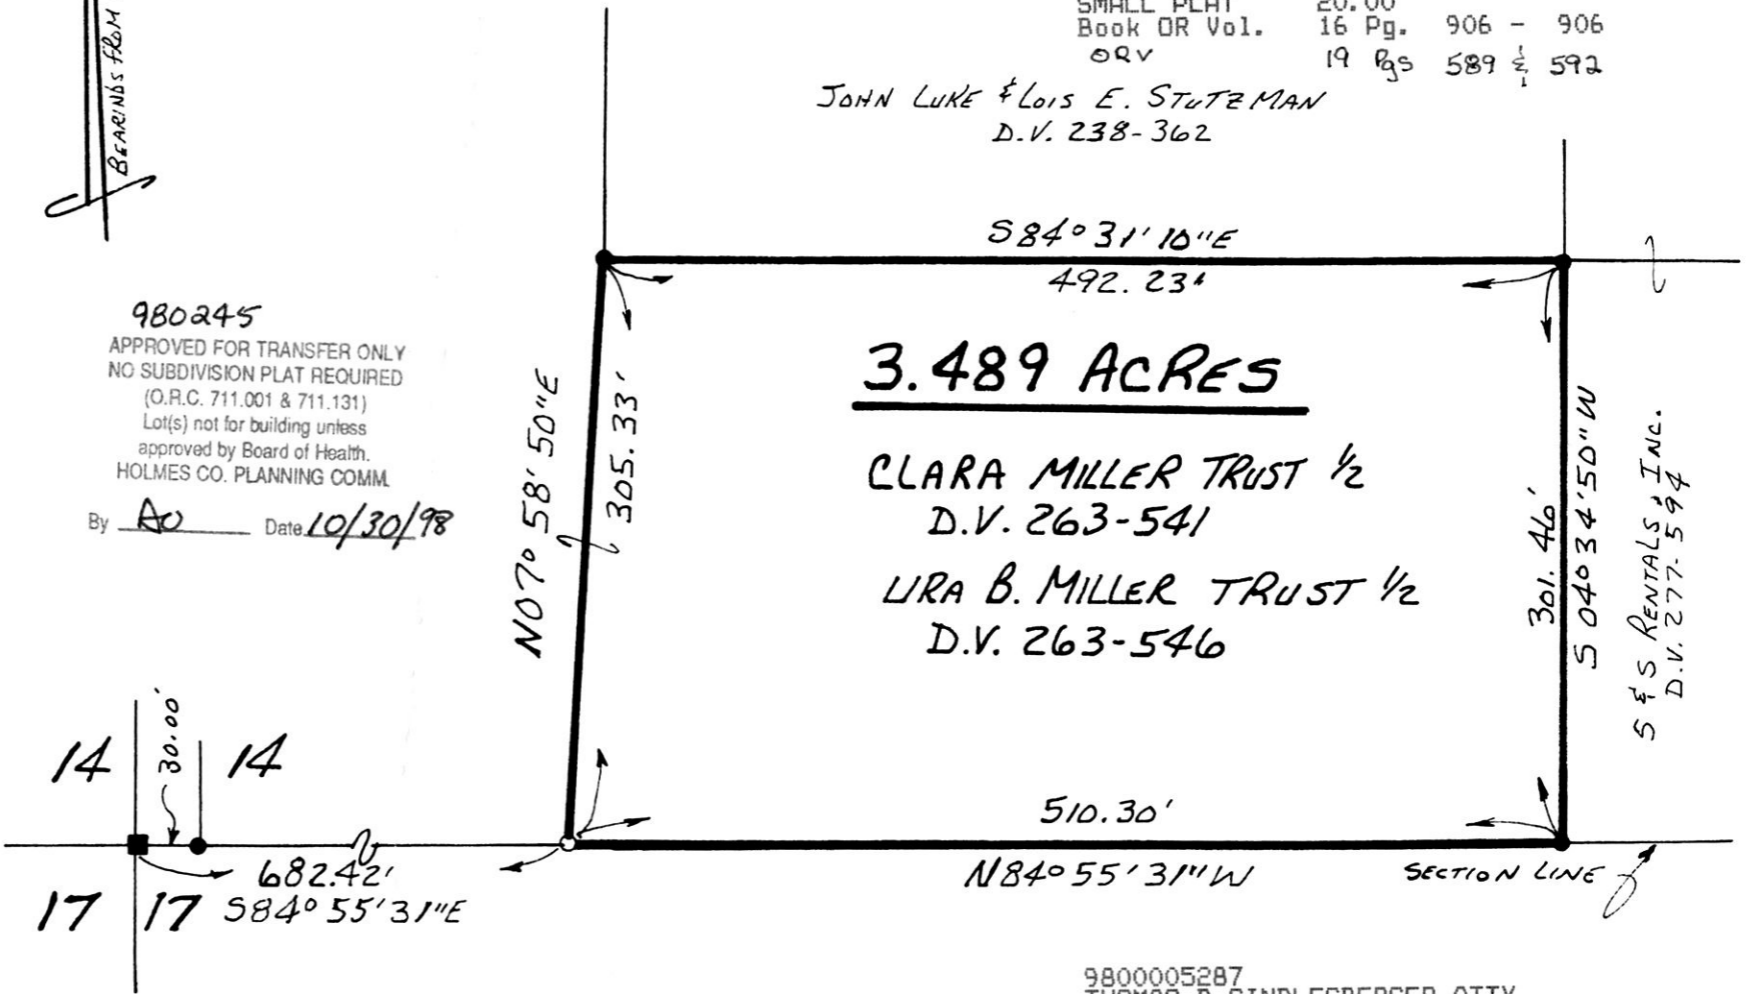 BEARINGS FROM
SMALL PLAT 20.00
Book OR Vol. 16 Pg. 906 - 906
ORV 19 Pgs 589 & 592
JOHN LUKE & LOIS E. STUTZMAN
D.V. 238-362
S84°31'10"E
492.23'
980245
APPROVED FOR TRANSFER ONLY
NO SUBDIVISION PLAT REQUIRED
(O.R.C. 711.001 & 711.131)
Lot(s) not for building unless
approved by Board of Health.
HOLMES CO. PLANNING COMM.
By AO Date 10/30/98
N07°58'50"E
305.33'
3.489 ACRES
CLARA MILLER TRUST ½
D.V. 263-541
URA B. MILLER TRUST ½
D.V. 263-546
301.46'
S 04°34'50"W
S & S RENTALS, INC.
D.V. 277-594
14 30.00' 14
510.30'
N84°55'31"W
SECTION LINE
682.42'
17 17 S84°55'31"E
9800005287